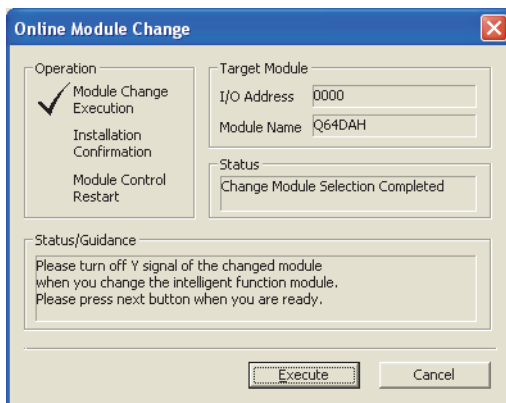 Online Module Change
Operation
Module Change
Execution
Installation
Confirmation
Module Control
Restart
Target Module
I/O Address 0000
Module Name Q64DAH
Status
Change Module Selection Completed
Status/Guidance
Please turn off Y signal of the changed module
when you change the intelligent function module.
Please press next button when you are ready.
Execute
Cancel